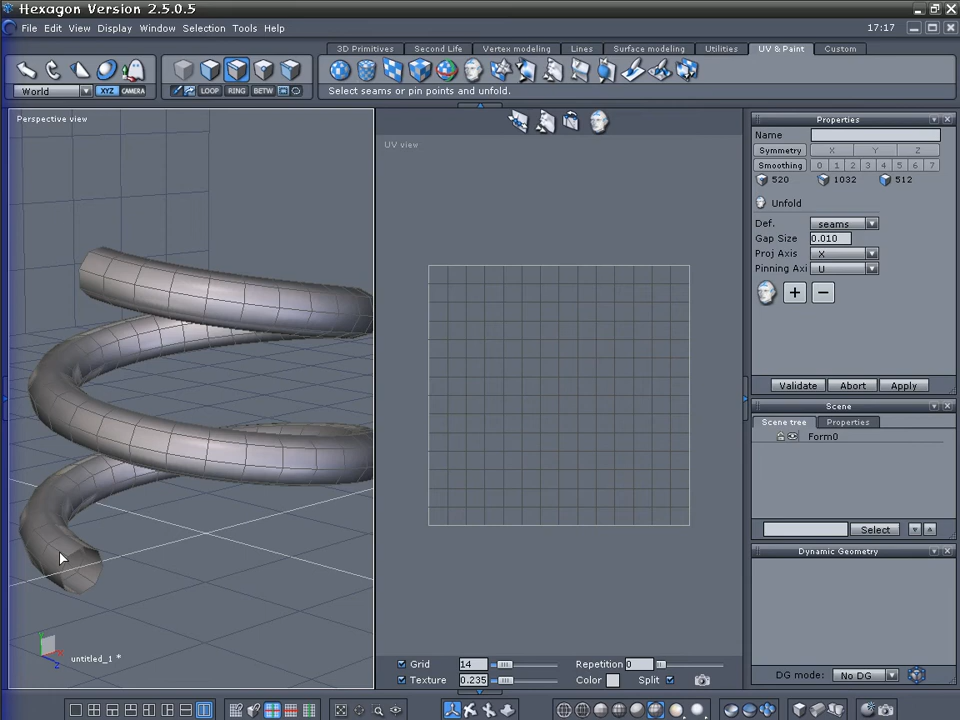 Hexagon Version 2.5.0.5
File Edit View Display Window Selection Tools Help
17:17
3D Primitives Second Life Vertex modeling Lines Surface modeling Utilities UV & Paint Custom
World XYZ CAMERA LOOP RING BETW
Select seams or pin points and unfold.
Perspective view
UV view
Properties
Name
Symmetry X Y Z
Smoothing 0 1 2 3 4 5 6 7
520 1032 512
Unfold
Def. seams
Gap Size 0.010
Proj Axis X
Pinning Axi U
+ −
Validate Abort Apply
Scene
Scene tree Properties
Form0
Select
Dynamic Geometry
Y
X
Z
untitled_1 *
Grid 14 Repetition 0
Texture 0.235 Color Split
DG mode: No DG